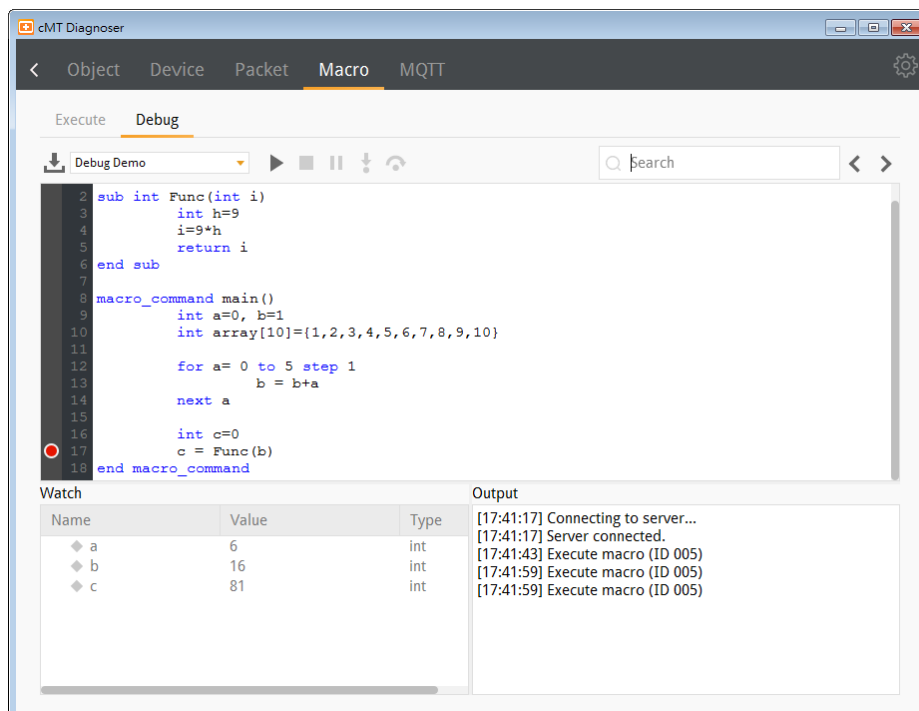 cMT Diagnoser
Object Device Packet Macro MQTT
Execute Debug
Debug Demo Search
2 sub int Func(int i)
3 int h=9
4 i=9*h
5 return i
6 end sub
7
8 macro_command main()
9 int a=0, b=1
10 int array[10]={1,2,3,4,5,6,7,8,9,10}
11
12 for a= 0 to 5 step 1
13 b = b+a
14 next a
15
16 int c=0
17 c = Func(b)
18 end macro_command
Watch
Name Value Type
a 6 int
b 16 int
c 81 int
Output
[17:41:17] Connecting to server...
[17:41:17] Server connected.
[17:41:43] Execute macro (ID 005)
[17:41:59] Execute macro (ID 005)
[17:41:59] Execute macro (ID 005)